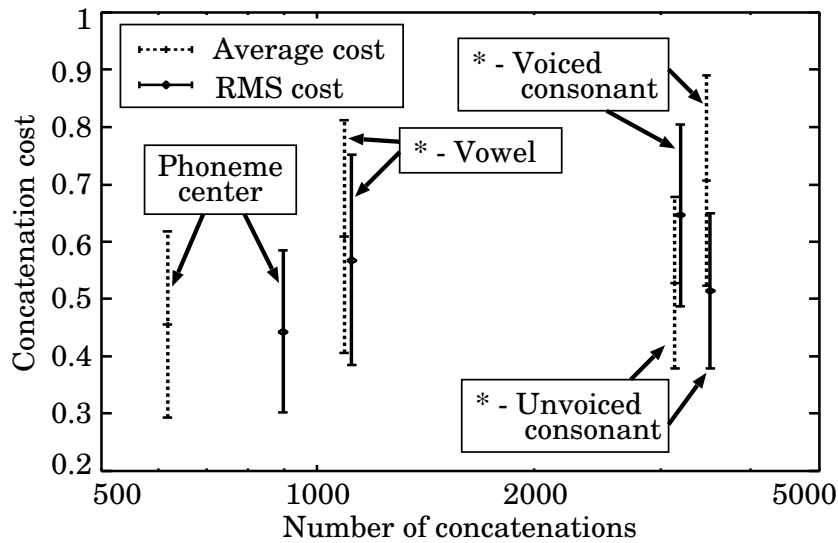 1
0.9
0.8
0.7
0.6
0.5
0.4
0.3
0.2
Concatenation cost
Average cost
RMS cost
* - Voiced
consonant
Phoneme
center
* - Vowel
* - Unvoiced
consonant
500 1000 2000 5000
Number of concatenations